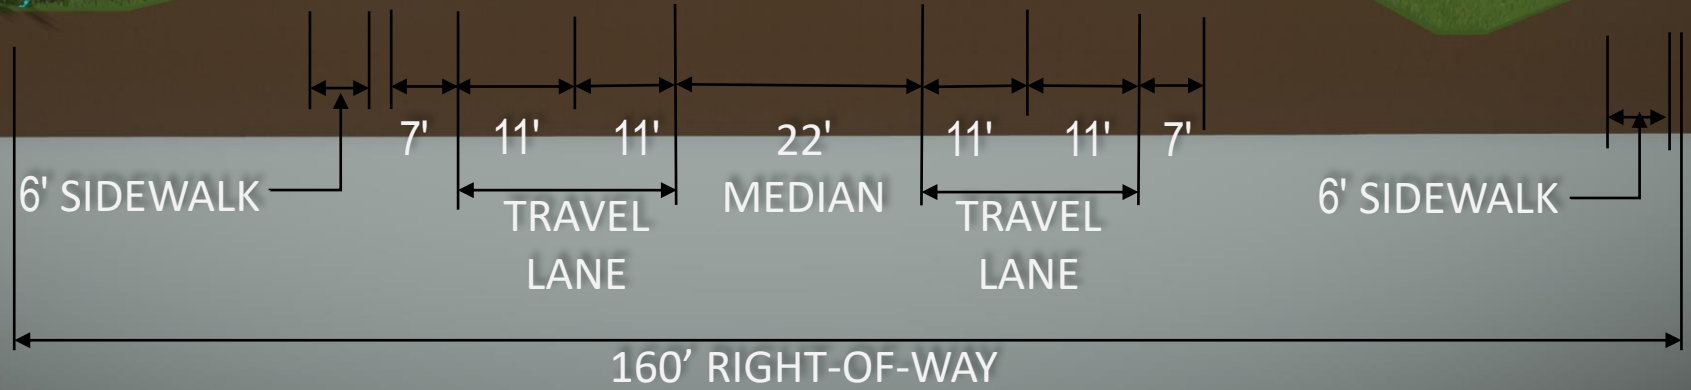 7' 11' 11' 22' 11' 11' 7'
6' SIDEWALK MEDIAN 6' SIDEWALK
TRAVEL TRAVEL
LANE LANE
160’ RIGHT-OF-WAY